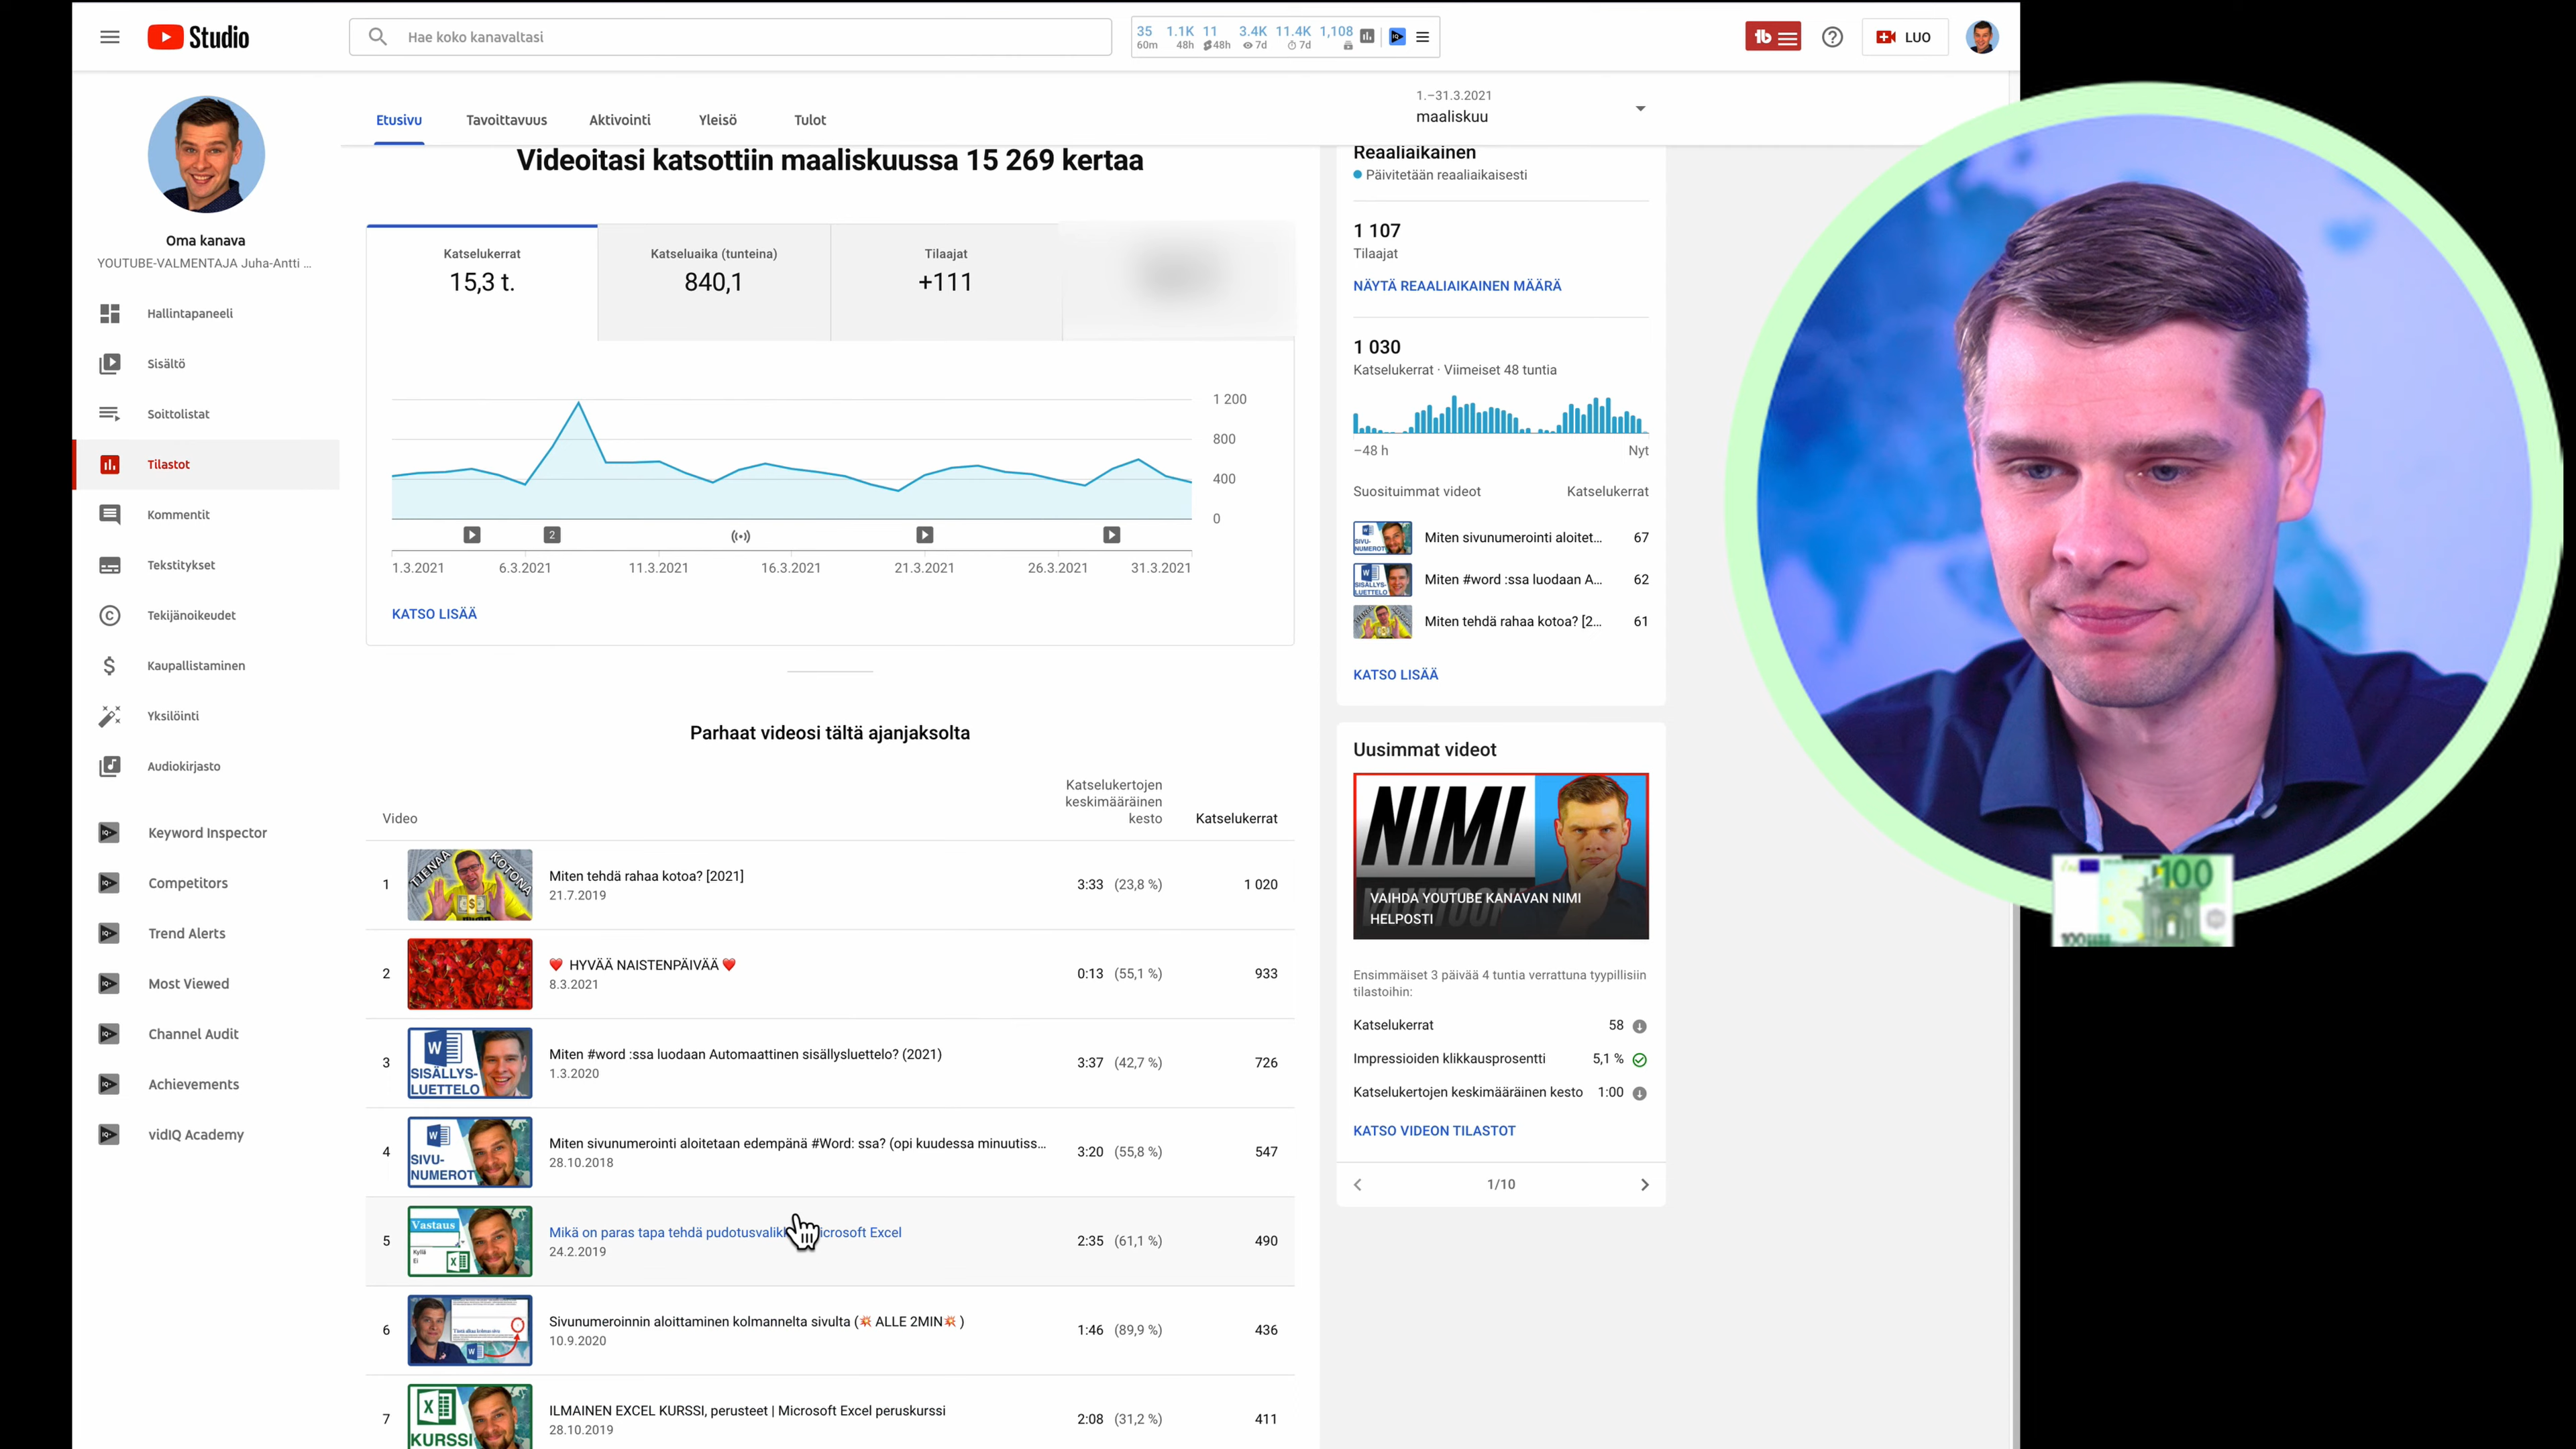 Studio
Hae koko kanavaltasi
35 1.1K 11 3.4K 11.4K 1,108
60m 48h 48h 7d 7d
LUO
Oma kanava
YOUTUBE-VALMENTAJA Juha-Antti …
Hallintapaneeli
Sisältö
Soittolistat
Tilastot
Kommentit
Tekstitykset
Tekijänoikeudet
Kaupallistaminen
Yksilöinti
Audiokirjasto
Keyword Inspector
Competitors
Trend Alerts
Most Viewed
Channel Audit
Achievements
vidIQ Academy
Etusivu Tavoittavuus Aktivointi Yleisö Tulot
1.–31.3.2021
maaliskuu
Videoitasi katsottiin maaliskuussa 15 269 kertaa
Katselukerrat
15,3 t.
Katseluaika (tunteina)
840,1
Tilaajat
+111
1 200
800
400
0
2
1.3.2021 6.3.2021 11.3.2021 16.3.2021 21.3.2021 26.3.2021 31.3.2021
KATSO LISÄÄ
Parhaat videosi tältä ajanjaksolta
Video
Katselukertojen
keskimääräinen
kesto
Katselukerrat
1 TIENAA KOTONA Miten tehdä rahaa kotoa? [2021] 3:33 (23,8 %) 1 020
21.7.2019
2 ❤️ HYVÄÄ NAISTENPÄIVÄÄ ❤️ 0:13 (55,1 %) 933
8.3.2021
3 W SISÄLLYS-LUETTELO Miten #word :ssa luodaan Automaattinen sisällysluettelo? (2021) 3:37 (42,7 %) 726
1.3.2020
4 W SIVU-NUMEROT Miten sivunumerointi aloitetaan edempänä #Word: ssa? (opi kuudessa minuutiss… 3:20 (55,8 %) 547
28.10.2018
5 Vastaus Kyllä Ei Mikä on paras tapa tehdä icrosoft Excel 2:35 (61,1 %) 490
24.2.2019
6 Sivunumeroinnin aloittaminen kolmannelta sivulta (💥 ALLE 2MIN💥 ) 1:46 (89,9 %) 436
10.9.2020
7 X KURSSI ILMAINEN EXCEL KURSSI, perusteet | Microsoft Excel peruskurssi 2:08 (31,2 %) 411
28.10.2019
Reaaliaikainen
Päivitetään reaaliaikaisesti
1 107
Tilaajat
NÄYTÄ REAALIAIKAINEN MÄÄRÄ
1 030
Katselukerrat · Viimeiset 48 tuntia
−48 h Nyt
Suosituimmat videot Katselukerrat
SIVU-NUMEROT Miten sivunumerointi aloitet… 67
SISÄLLYS-LUETTELO Miten #word :ssa luodaan A… 62
Miten tehdä rahaa kotoa? [2… 61
KATSO LISÄÄ
Uusimmat videot
NIMI
VAIHDA YOUTUBE KANAVAN NIMI
HELPOSTI
Ensimmäiset 3 päivää 4 tuntia verrattuna tyypillisiin
tilastoihin:
Katselukerrat 58
Impressioiden klikkausprosentti 5,1 %
Katselukertojen keskimääräinen kesto 1:00
KATSO VIDEON TILASTOT
1/10
100
100